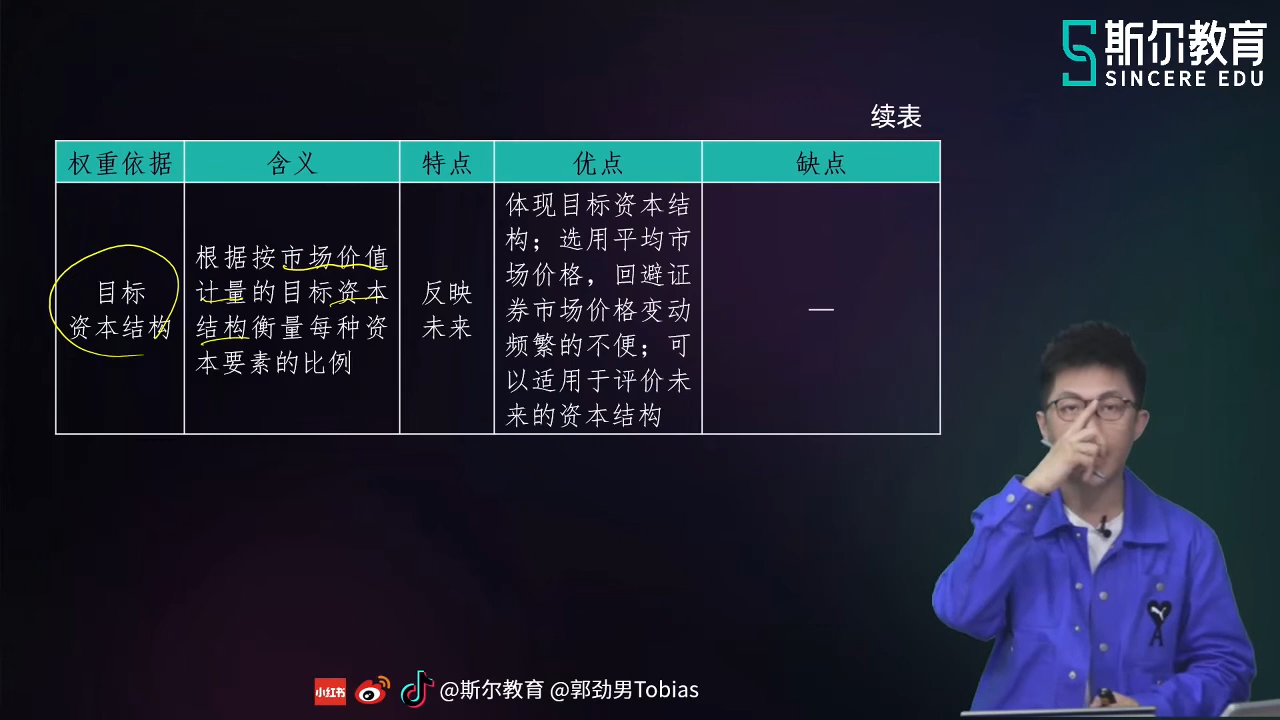 斯尔教育
SINCERE EDU
续表
权重依据
含义
特点
优点
缺点
目标
资本结构
根据按市场价值
计量的目标资本
结构衡量每种资
本要素的比例
反映
未来
体现目标资本结
构；选用平均市
场价格，回避证
券市场价格变动
频繁的不便；可
以适用于评价未
来的资本结构
—
小红书
@斯尔教育 @郭劲男Tobias